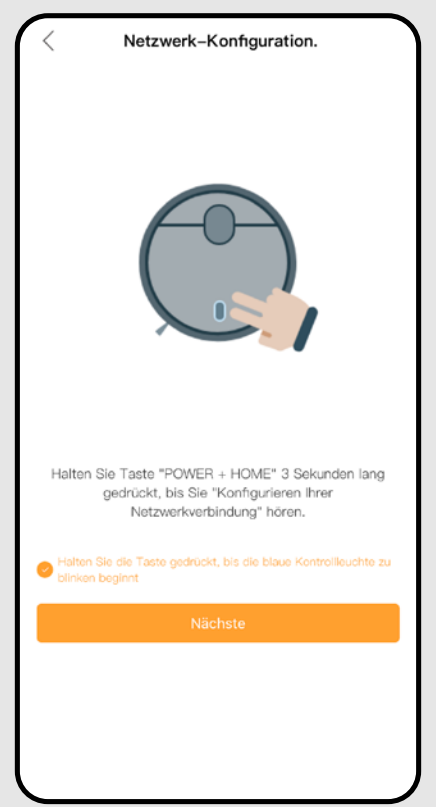 Netzwerk-Konfiguration.
Halten Sie Taste "POWER + HOME" 3 Sekunden lang
gedrückt, bis Sie "Konfigurieren Ihrer
Netzwerkverbindung" hören.
Halten Sie die Taste gedrückt, bis die blaue Kontrollleuchte zu
blinken beginnt
Nächste